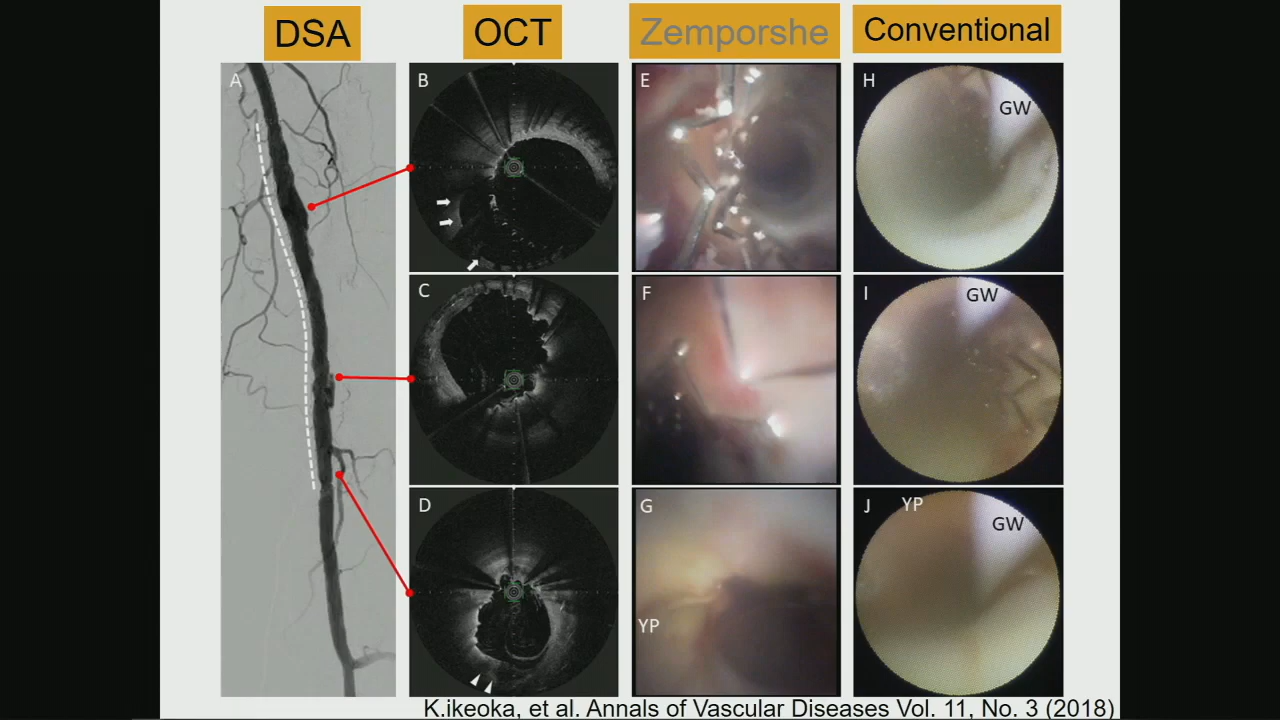 DSA
OCT
Zemporshe
Conventional
A
B
E
H
GW
C
F
I
GW
D
G
J
YP
GW
YP
K.ikeoka, et al. Annals of Vascular Diseases Vol. 11, No. 3 (2018)